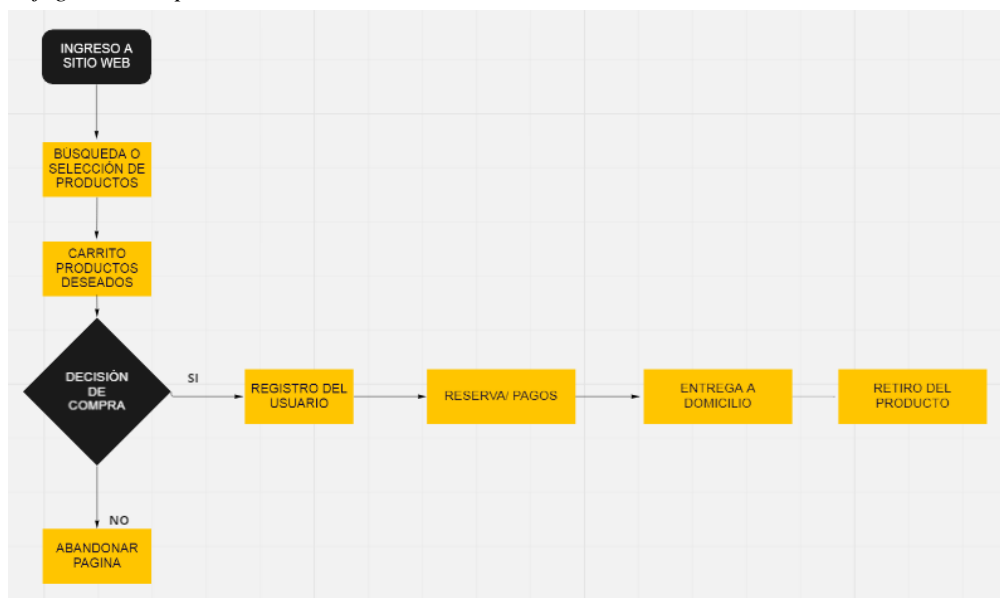 INGRESO A
SITIO WEB
BÚSQUEDA O
SELECCIÓN DE
PRODUCTOS
CARRITO
PRODUCTOS
DESEADOS
DECISIÓN
DE
COMPRA
SI
REGISTRO DEL
USUARIO
RESERVA/ PAGOS
ENTREGA A
DOMICILIO
RETIRO DEL
PRODUCTO
NO
ABANDONAR
PAGINA